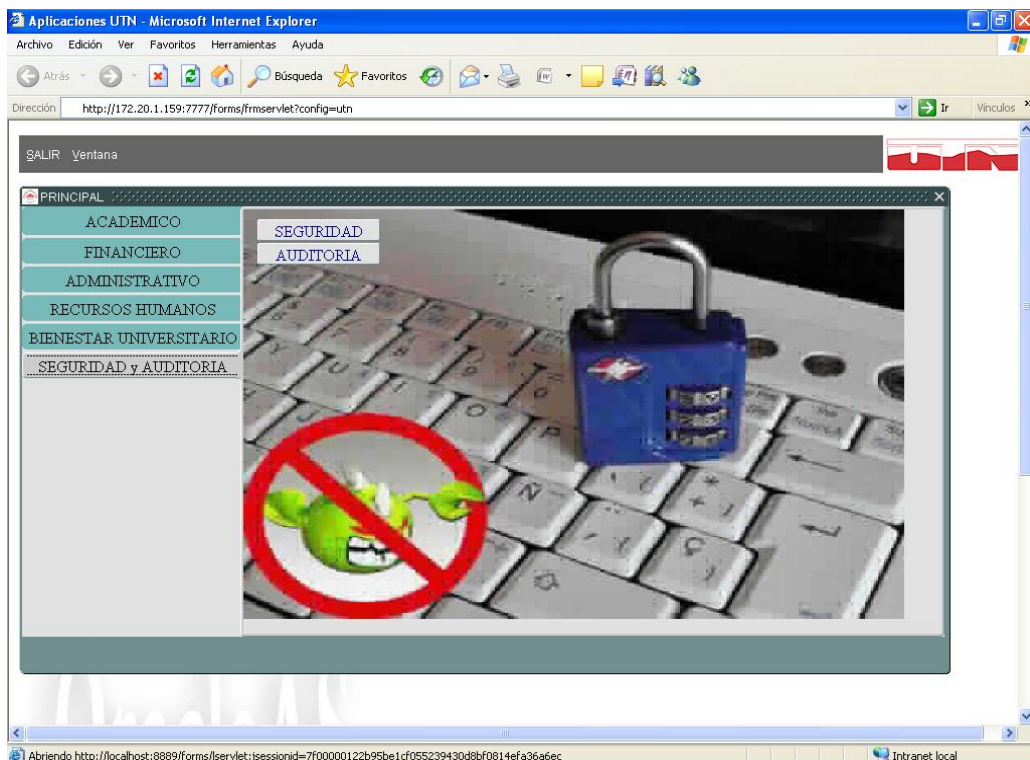 Aplicaciones UTN - Microsoft Internet Explorer
Archivo Edición Ver Favoritos Herramientas Ayuda
Atrás Búsqueda Favoritos
Dirección http://172.20.1.159:7777/forms/frmservlet?config=utn Ir Vínculos »
SALIR Ventana
UTN
PRINCIPAL
ACADEMICO
FINANCIERO
ADMINISTRATIVO
RECURSOS HUMANOS
BIENESTAR UNIVERSITARIO
SEGURIDAD y AUDITORIA
SEGURIDAD
AUDITORIA
OracleAS
Abriendo http://localhost:8889/forms/lservlet;jsessionid=7f00000122b95be1cf055239430d8bf0814efa36a6ec
Intranet local